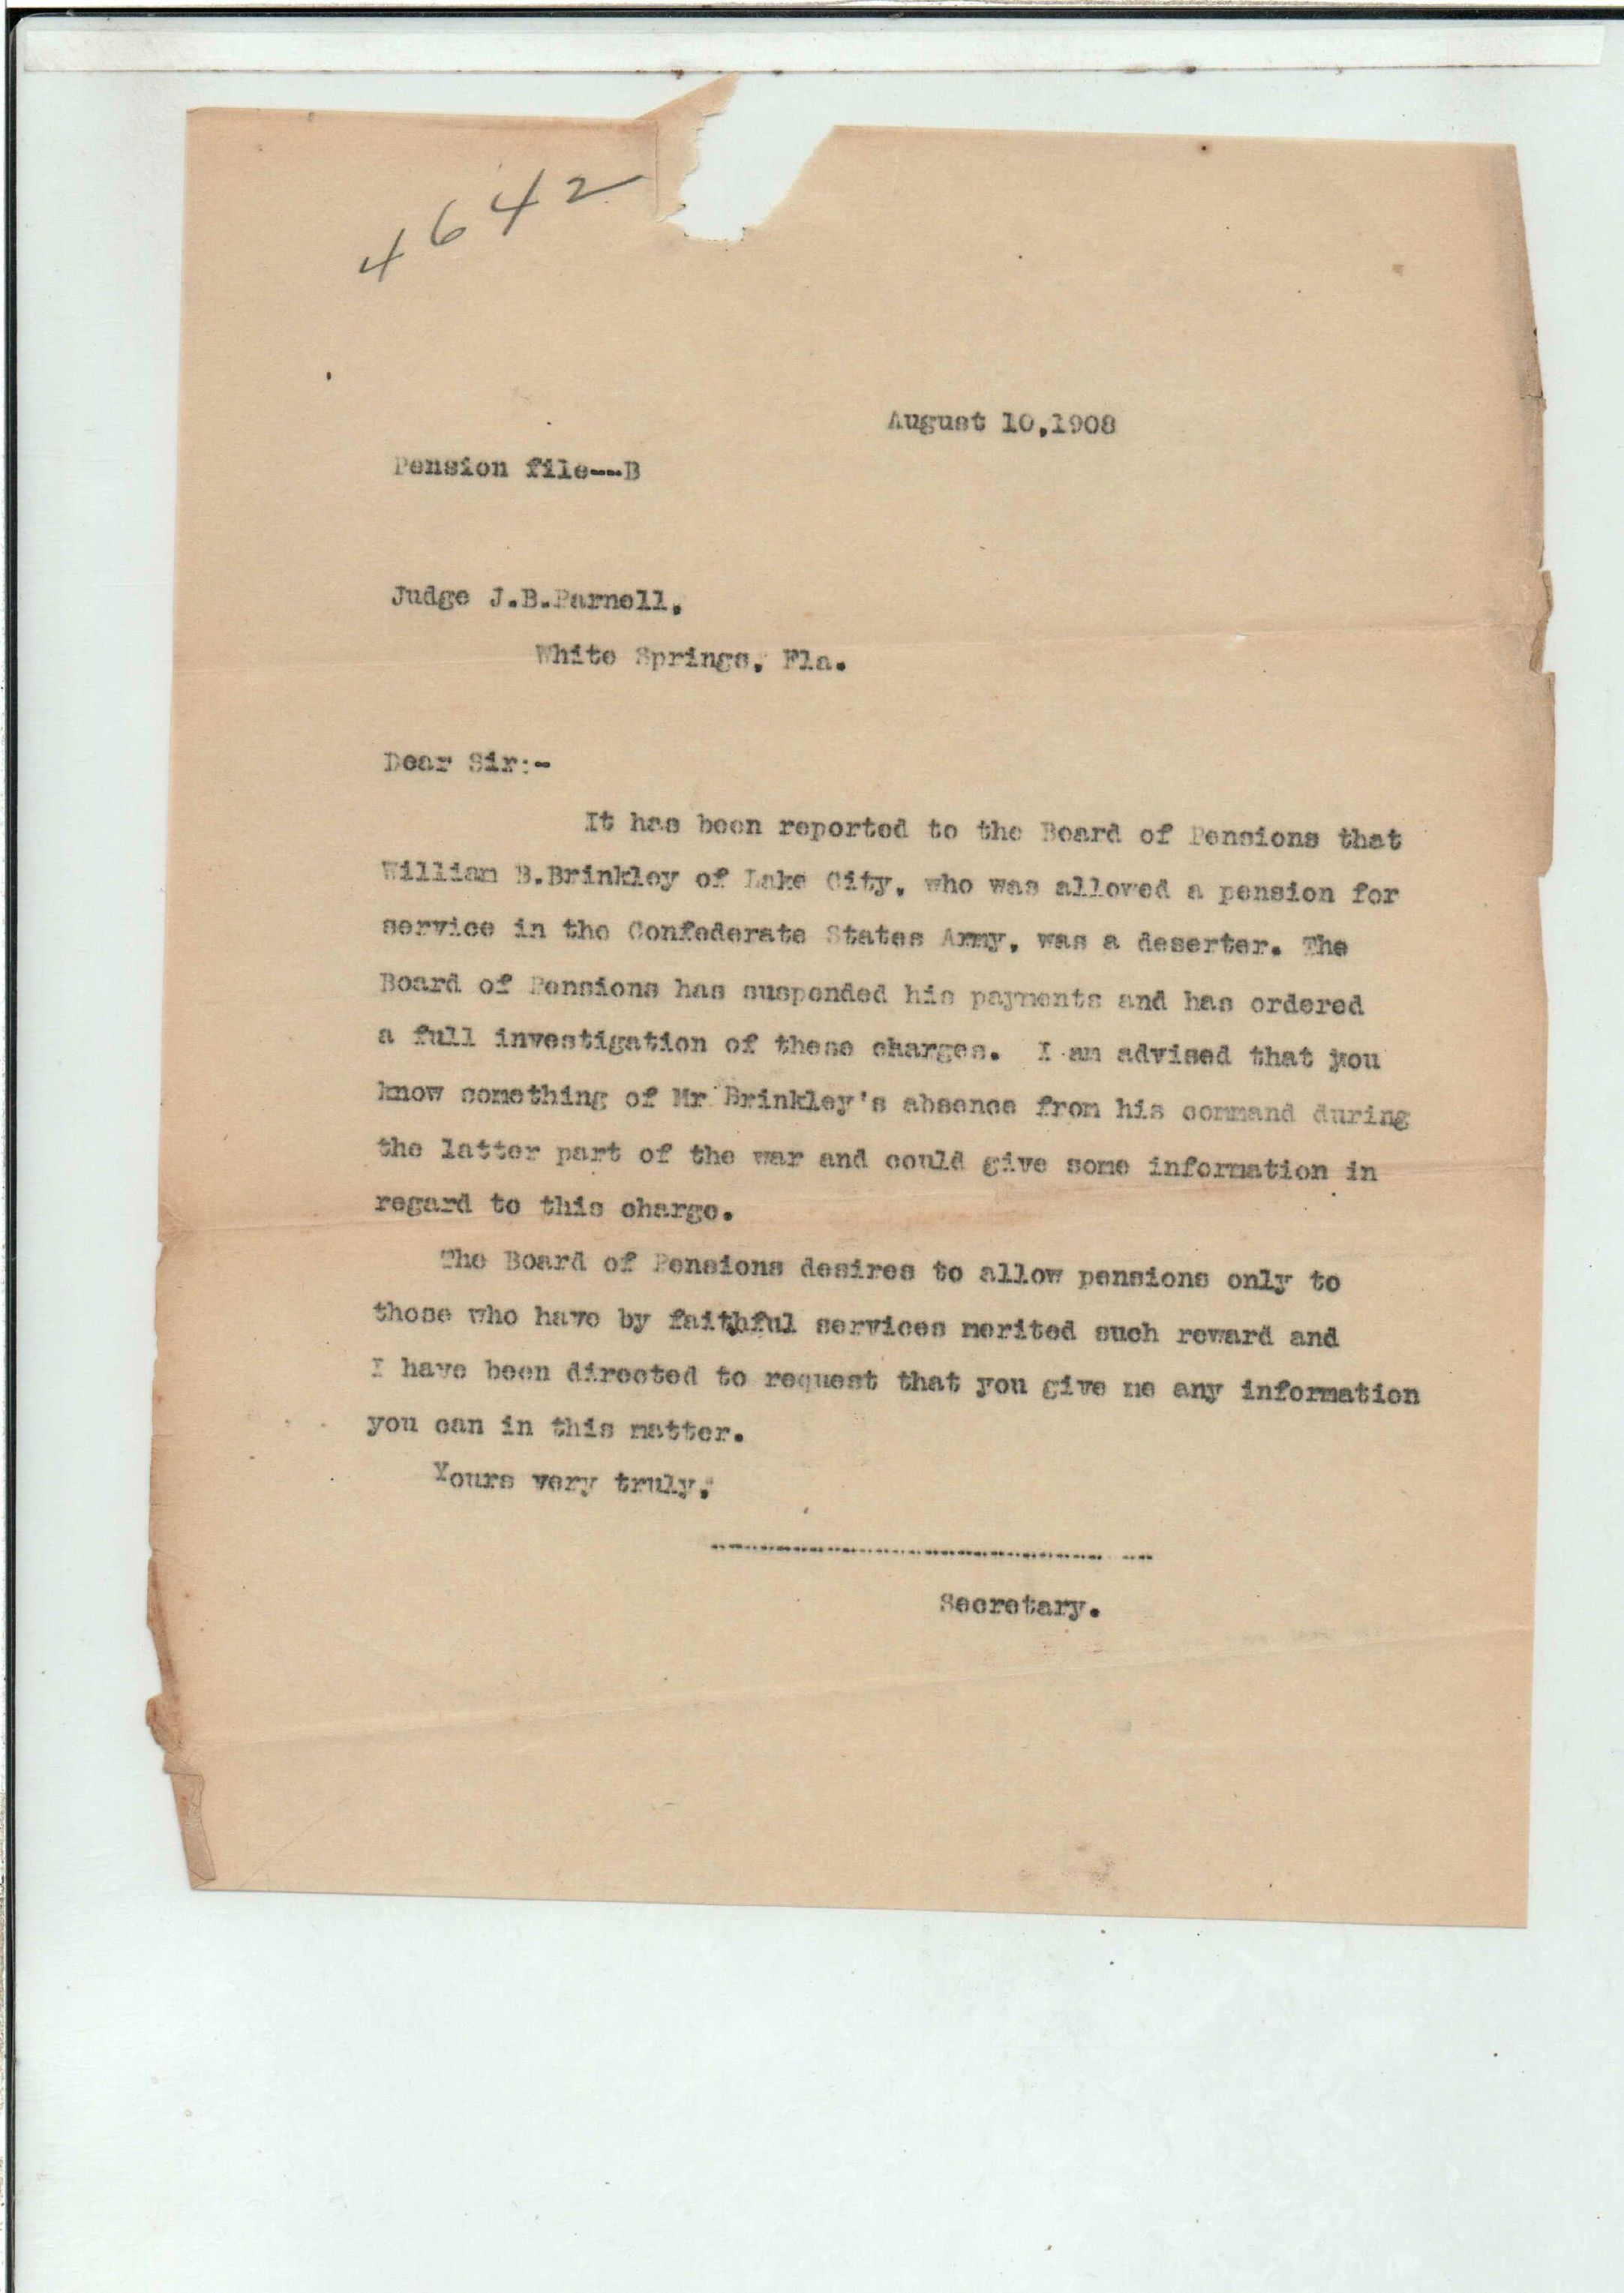 4642
August 10,1908
Pension file---B
Judge J.B.Parnell,
White Springs, Fla.
Dear Sir:-
It has been reported to the Board of Pensions that
William B.Brinkley of Lake City, who was allowed a pension for
service in the Confederate States Army, was a deserter. The
Board of Pensions has suspended his payments and has ordered
a full investigation of these charges. I am advised that you
know something of Mr Brinkley's absence from his command during
the latter part of the war and could give some information in
regard to this charge.
The Board of Pensions desires to allow pensions only to
those who have by faithful services merited such reward and
I have been directed to request that you give me any information
you can in this matter.
Yours very truly,
Secretary.